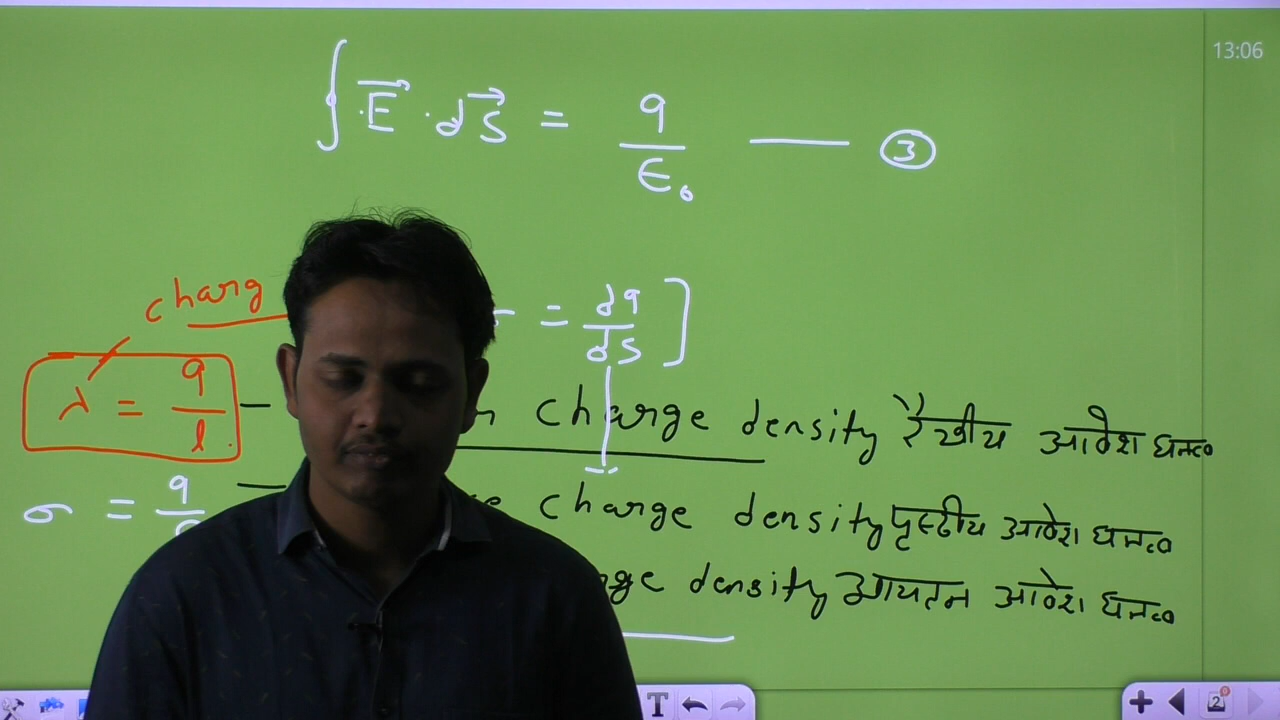 13:06
∮ E⃗ · dS⃗ = q/ε₀ —— ③
charg
= dq/ds ]
λ = q/l — charge density रैखीय आवेश घनत्व
σ = q — charge density पृष्ठीय आवेश घनत्व
density आयतन आवेश घनत्व
T + 2